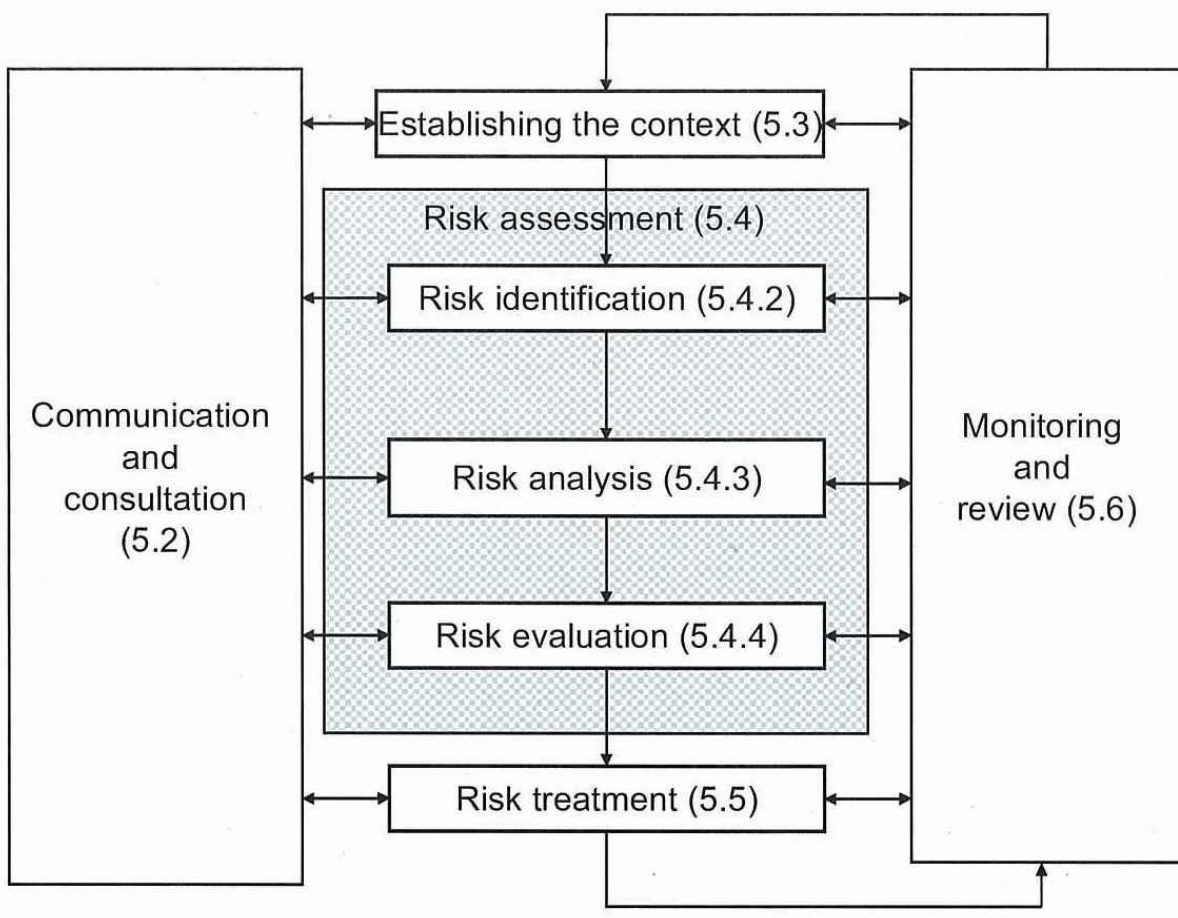 Establishing the context (5.3)
Risk assessment (5.4)
Risk identification (5.4.2)
Communication
and
consultation
(5.2)
Risk analysis (5.4.3)
Monitoring
and
review (5.6)
Risk evaluation (5.4.4)
Risk treatment (5.5)